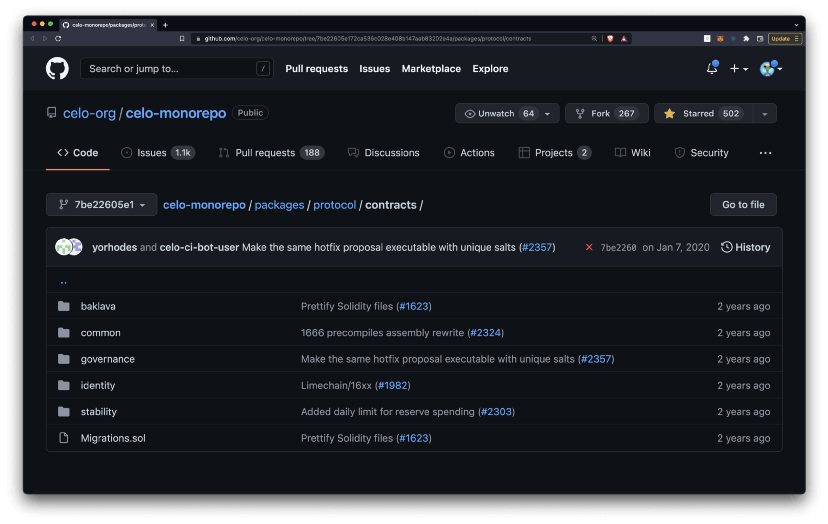 celo-monorepo/packages/proto
github.com/celo-org/celo-monorepo/tree/7be22605e172ca536c028e408b147aab83202e4a/packages/protocol/contracts
Update
Search or jump to...
/
Pull requests
Issues
Marketplace
Explore
celo-org / celo-monorepo
Public
Unwatch 64
Fork 267
Starred 502
Code
Issues 1.1k
Pull requests 188
Discussions
Actions
Projects 2
Wiki
Security
7be22605e1
celo-monorepo / packages / protocol / contracts /
Go to file
yorhodes and celo-ci-bot-user Make the same hotfix proposal executable with unique salts (#2357)
7be2260 on Jan 7, 2020
History
..
baklava Prettify Solidity files (#1623) 2 years ago
common 1666 precompiles assembly rewrite (#2324) 2 years ago
governance Make the same hotfix proposal executable with unique salts (#2357) 2 years ago
identity Limechain/16xx (#1982) 2 years ago
stability Added daily limit for reserve spending (#2303) 2 years ago
Migrations.sol Prettify Solidity files (#1623) 2 years ago